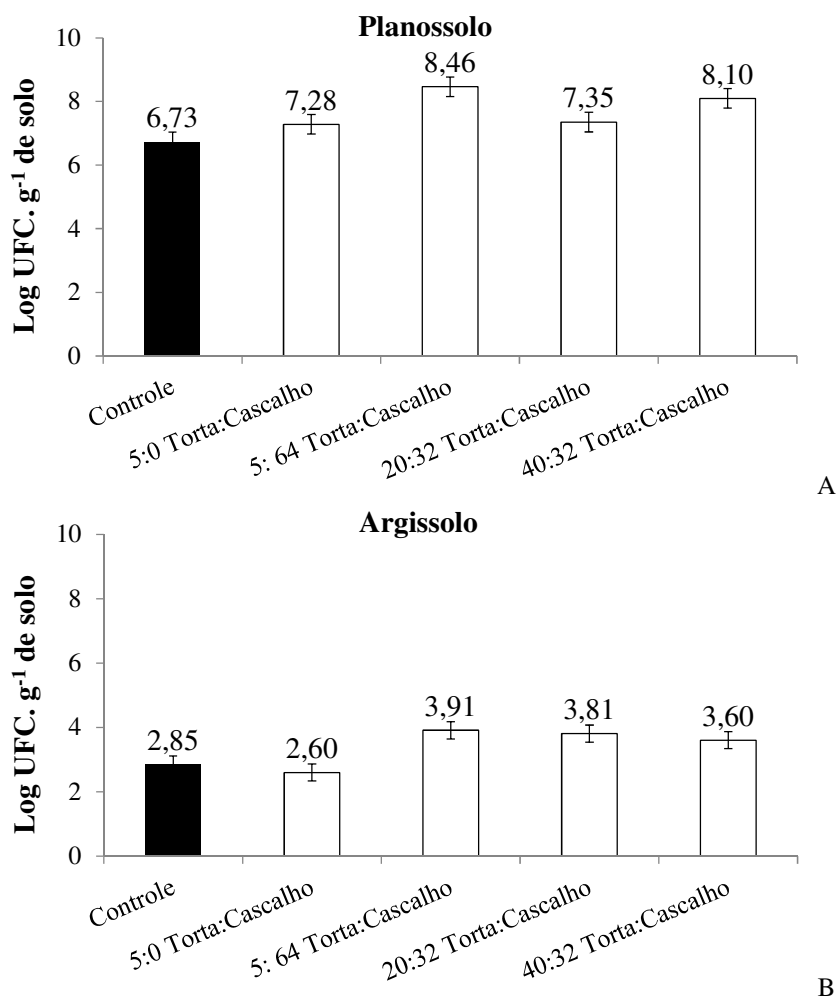 Planossolo
Log UFC. g⁻¹ de solo
10
8
6
4
2
0
6,73
7,28
8,46
7,35
8,10
Controle
5:0 Torta:Cascalho
5: 64 Torta:Cascalho
20:32 Torta:Cascalho
40:32 Torta:Cascalho
A
Argissolo
Log UFC. g⁻¹ de solo
10
8
6
4
2
0
2,85
2,60
3,91
3,81
3,60
Controle
5:0 Torta:Cascalho
5: 64 Torta:Cascalho
20:32 Torta:Cascalho
40:32 Torta:Cascalho
B